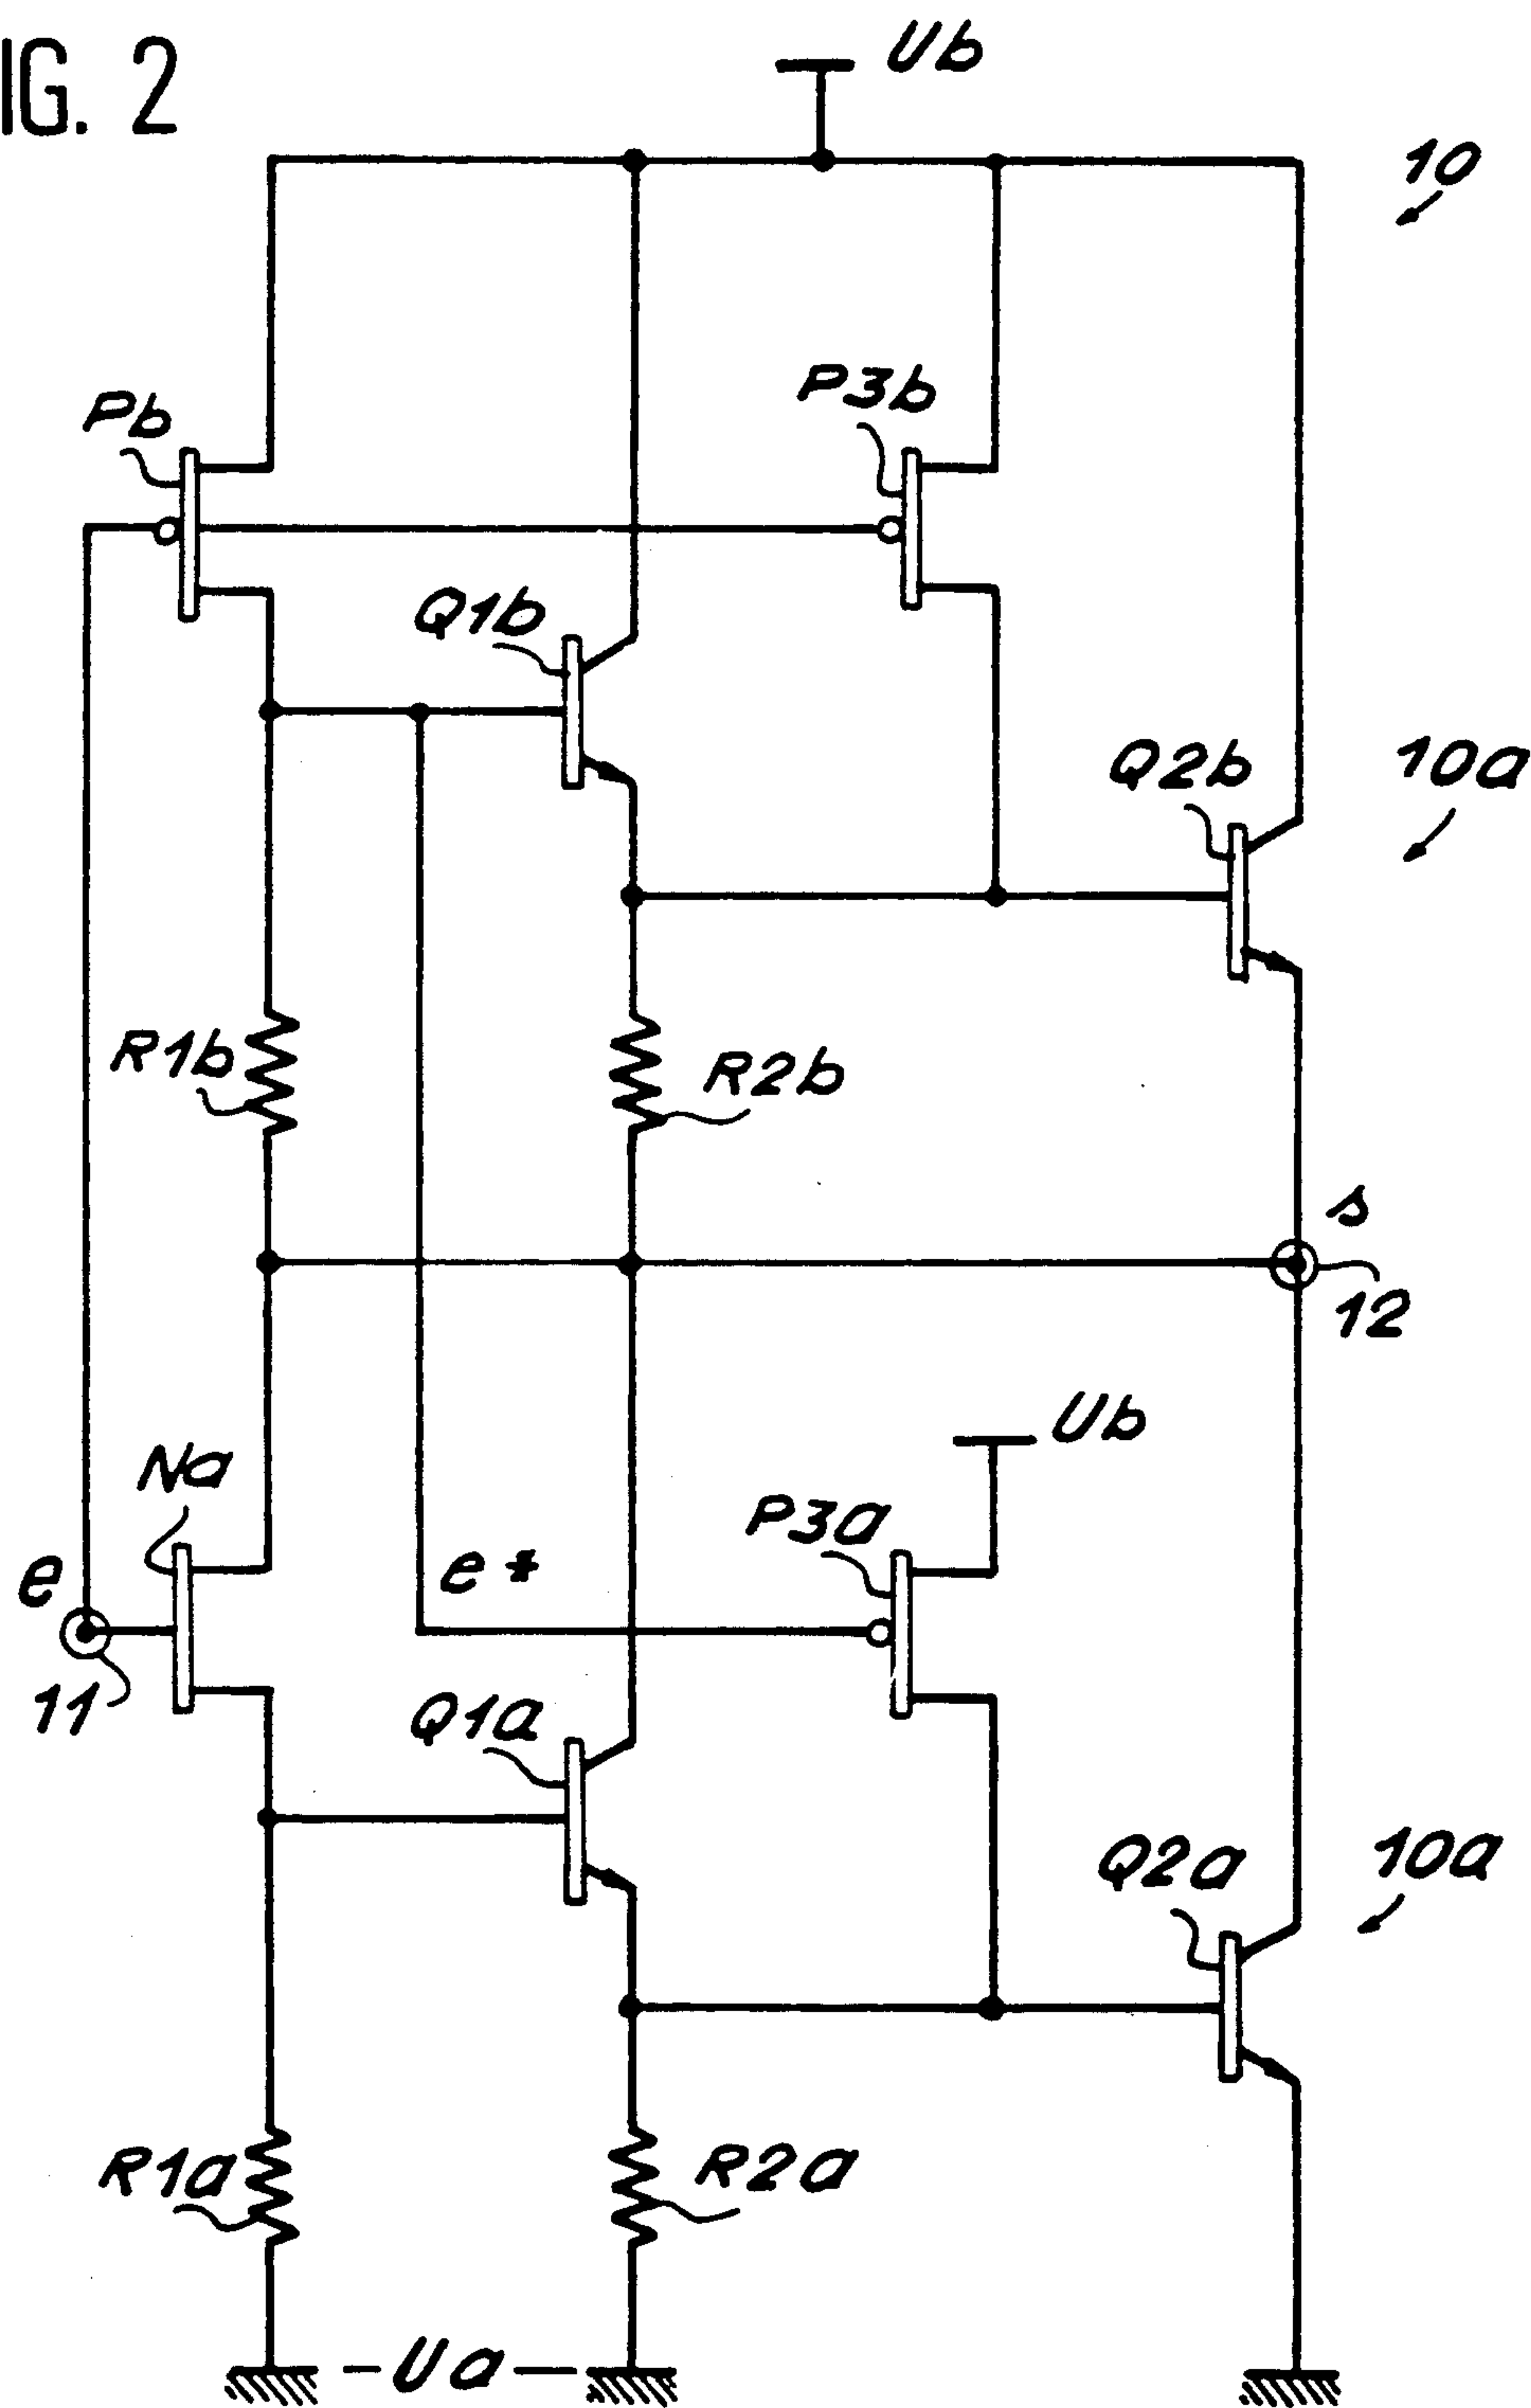 IG. 2
Ub
10
Pb
P3b
Q1b
Q2b
10a
R1b
R2b
s
12
Ub
Na
P3a
e
e*
11
Q1a
Q2a
10a
R1a
R2a
Ua